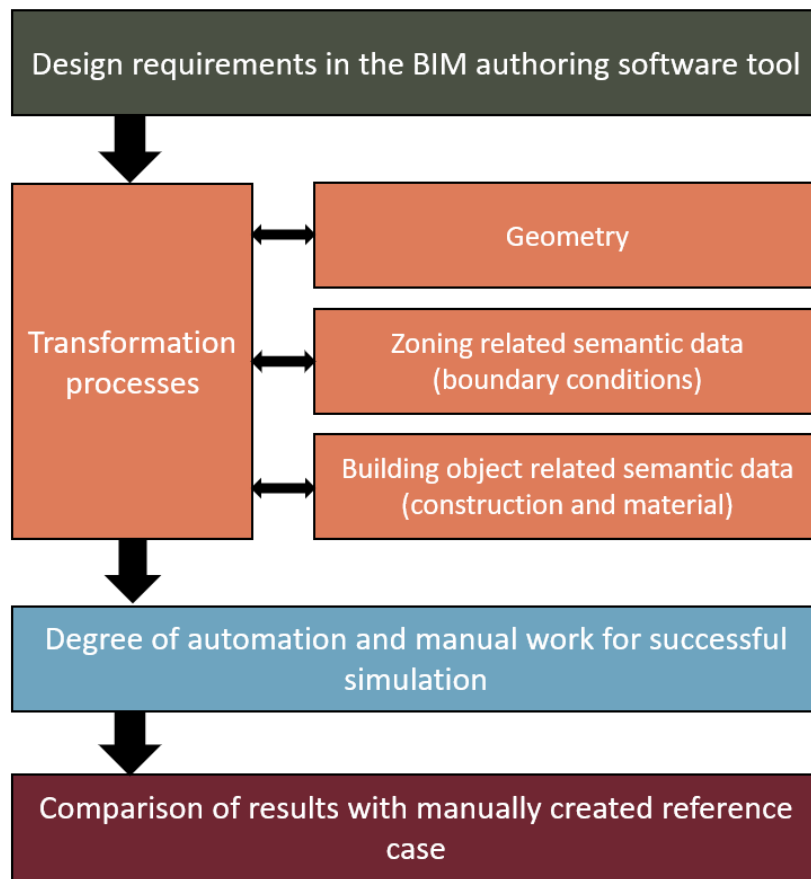 Design requirements in the BIM authoring software tool
Transformation
processes
Geometry
Zoning related semantic data
(boundary conditions)
Building object related semantic data
(construction and material)
Degree of automation and manual work for successful
simulation
Comparison of results with manually created reference
case